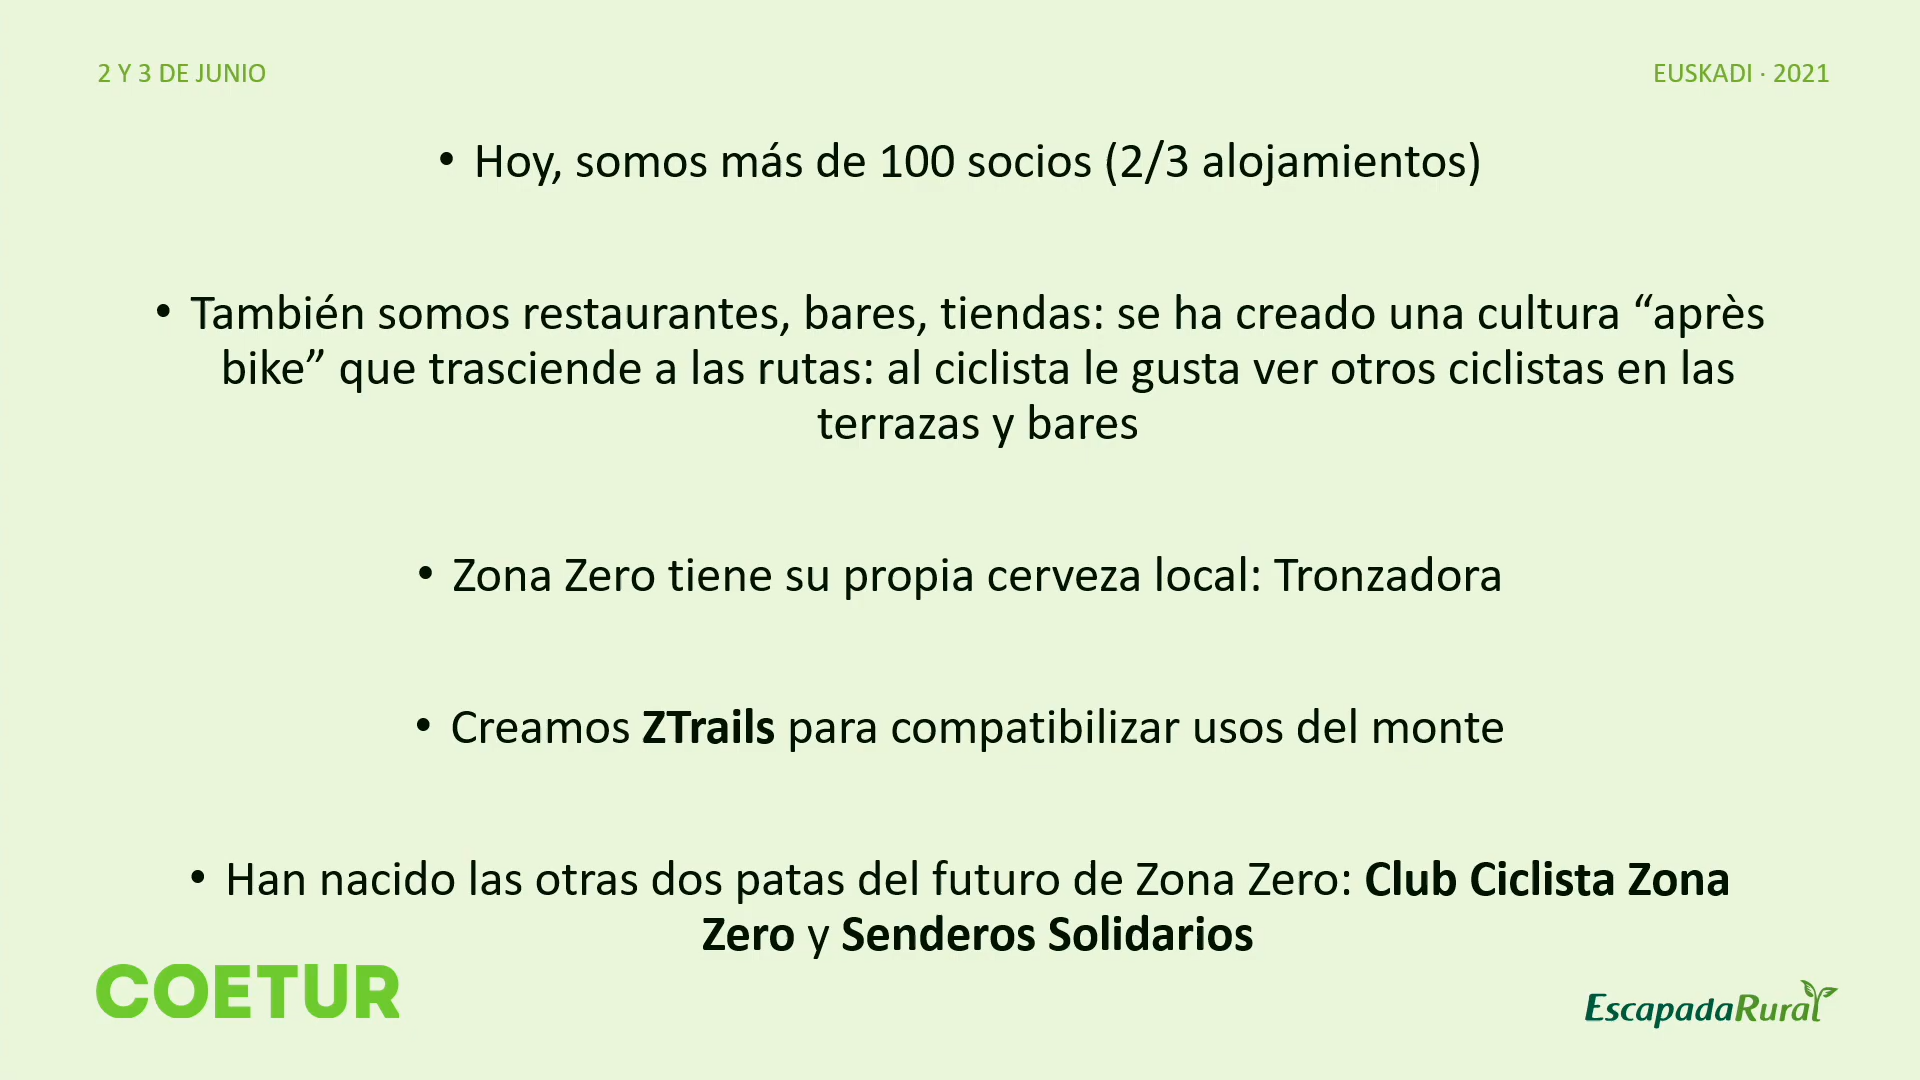 2 Y 3 DE JUNIO
EUSKADI · 2021
• Hoy, somos más de 100 socios (2/3 alojamientos)
• También somos restaurantes, bares, tiendas: se ha creado una cultura “après
bike” que trasciende a las rutas: al ciclista le gusta ver otros ciclistas en las
terrazas y bares
• Zona Zero tiene su propia cerveza local: Tronzadora
• Creamos ZTrails para compatibilizar usos del monte
• Han nacido las otras dos patas del futuro de Zona Zero: Club Ciclista Zona
Zero y Senderos Solidarios
COETUR
EscapadaRural